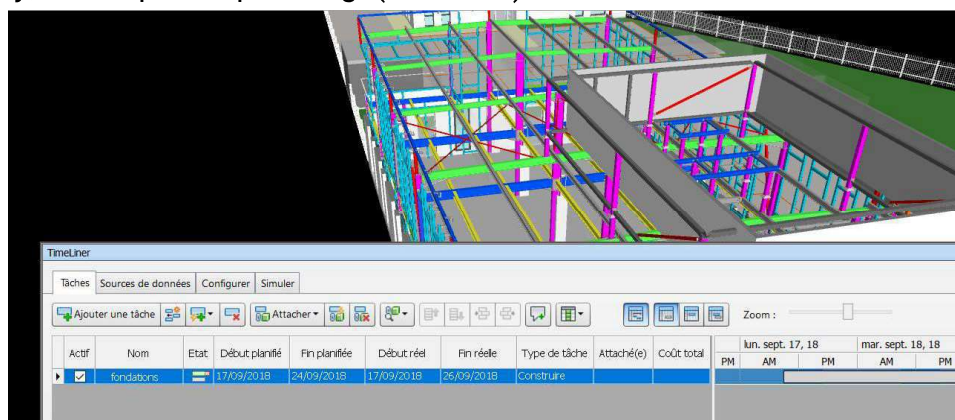 TimeLiner
Tâches Sources de données Configurer Simuler
Ajouter une tâche Attacher Zoom :
lun. sept. 17, 18 mar. sept. 18, 18
Actif Nom Etat Début planifié Fin planifiée Début réel Fin réelle Type de tâche Attaché(e) Coût total PM AM PM AM PM
fondations 17/09/2018 24/09/2018 17/09/2018 26/09/2018 Construire